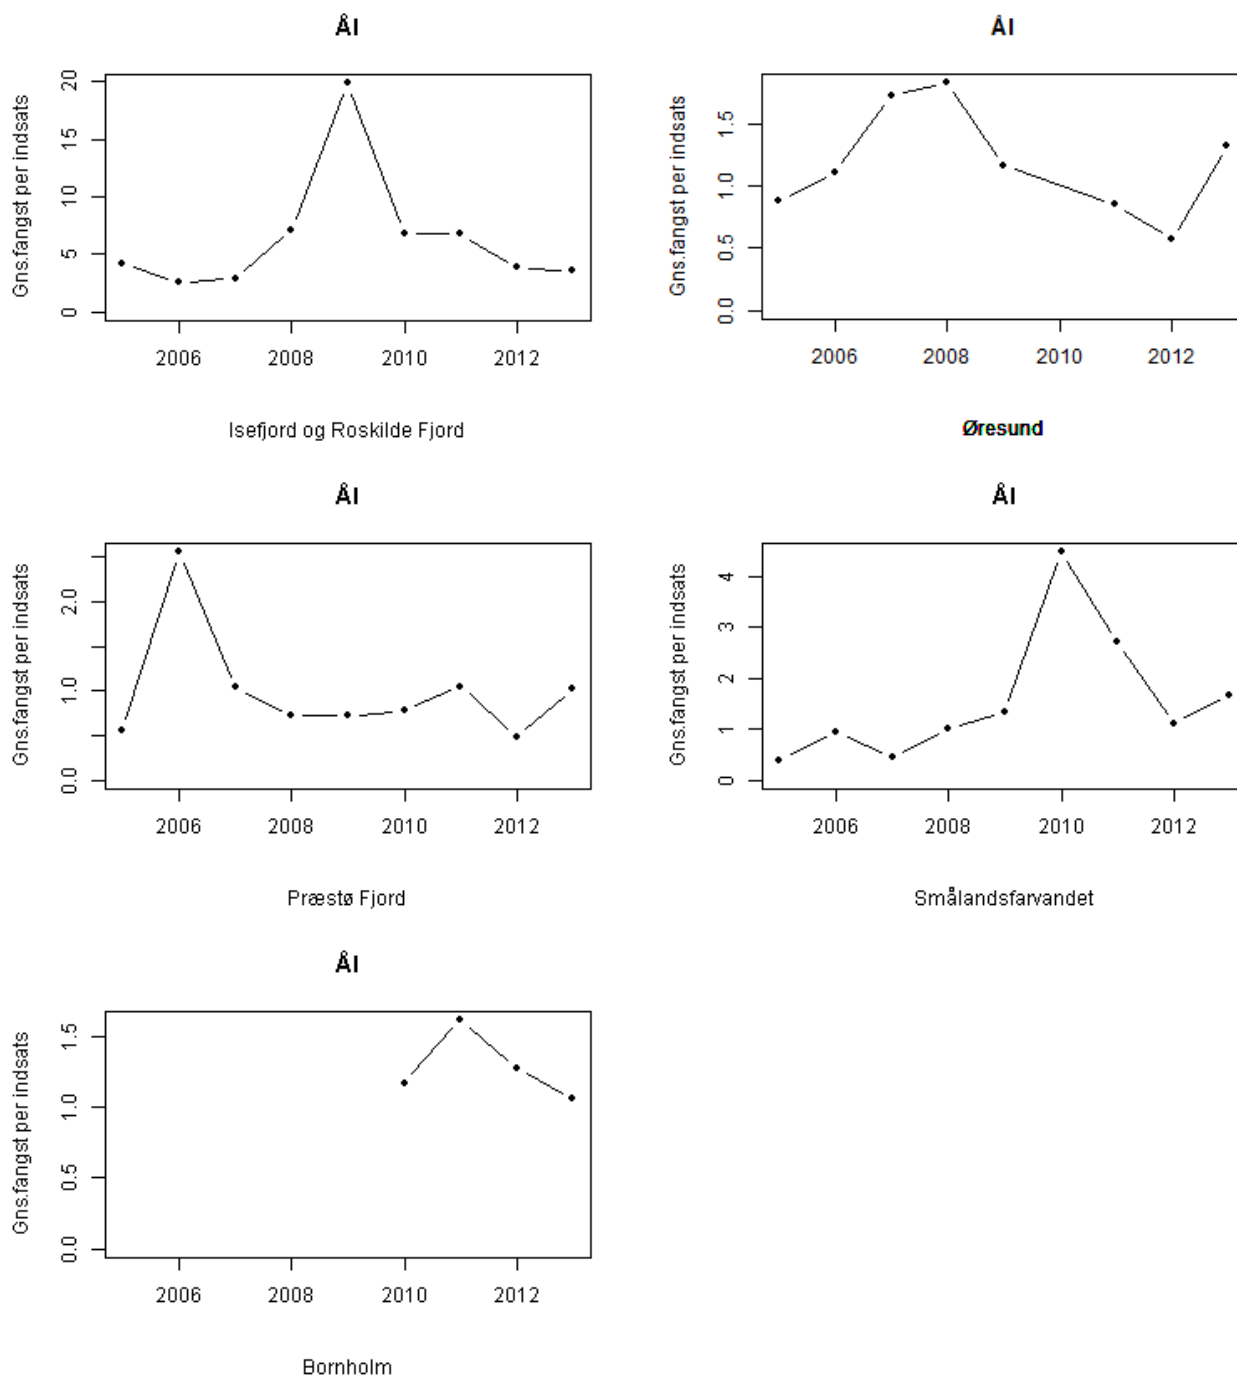 Ål
Gns.fangst per indsats
20
15
10
5
0
2006 2008 2010 2012
Isefjord og Roskilde Fjord
Ål
Gns.fangst per indsats
1.5
1.0
0.5
0.0
2006 2008 2010 2012
Øresund
Ål
Gns.fangst per indsats
2.0
1.0
0.0
2006 2008 2010 2012
Præstø Fjord
Ål
Gns.fangst per indsats
4
3
2
1
0
2006 2008 2010 2012
Smålandsfarvandet
Ål
Gns.fangst per indsats
1.5
1.0
0.5
0.0
2006 2008 2010 2012
Bornholm